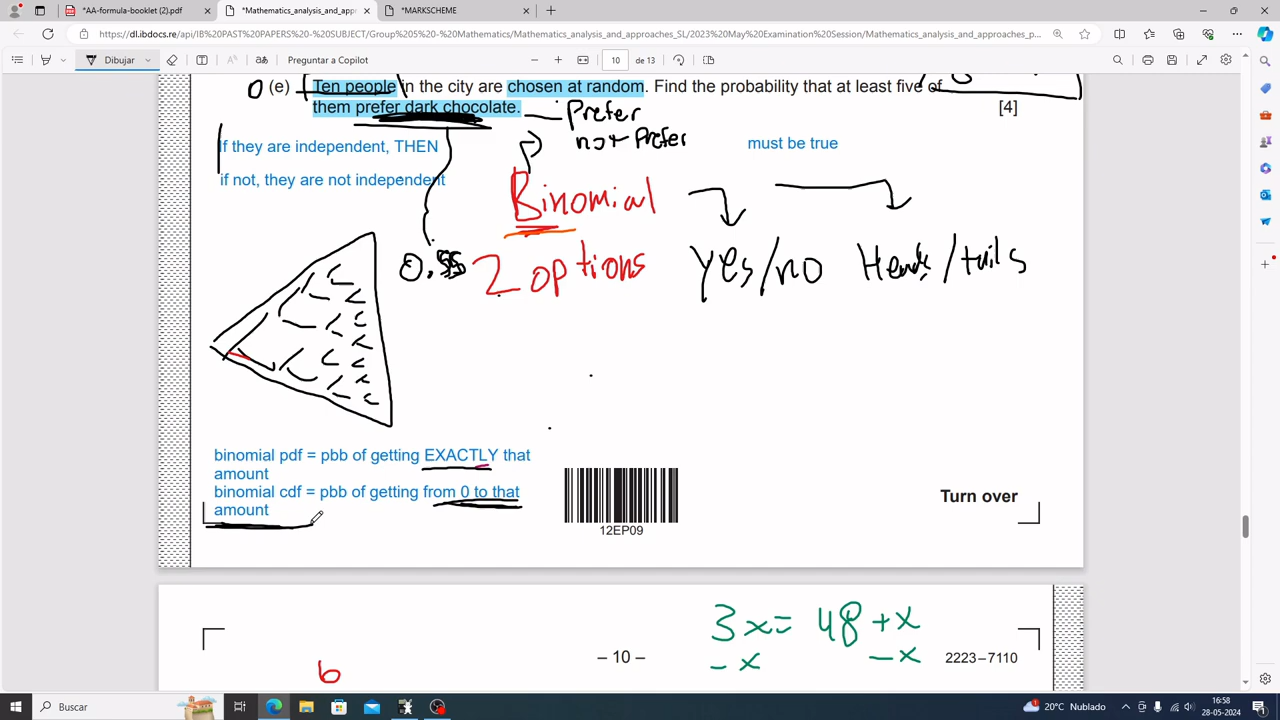 *AA-formula-booklet (2).pdf
*Mathematics_analysis_and_app
*MARKSCHEME
https://dl.ibdocs.re/api/IB%20PAST%20PAPERS%20-%20SUBJECT/Group%205%20-%20Mathematics/Mathematics_analysis_and_approaches_SL/2023%20May%20Examination%20Session/Mathematics_analysis_and_approaches_p...
Dibujar
Preguntar a Copilot
10
de 13
0 (e) Ten people in the city are chosen at random. Find the probability that at least five of
them prefer dark chocolate.
[4]
Prefer
not Prefer
If they are independent, THEN
must be true
if not, they are not independent
Binomial
0.55
2 options
Yes/no
Heads/tails
binomial pdf = pbb of getting EXACTLY that
amount
binomial cdf = pbb of getting from 0 to that
amount
Turn over
12EP09
3x = 48 + x
- x
- x
– 10 –
2223–7110
6
Buscar
20°C Nublado
16:58
28-05-2024